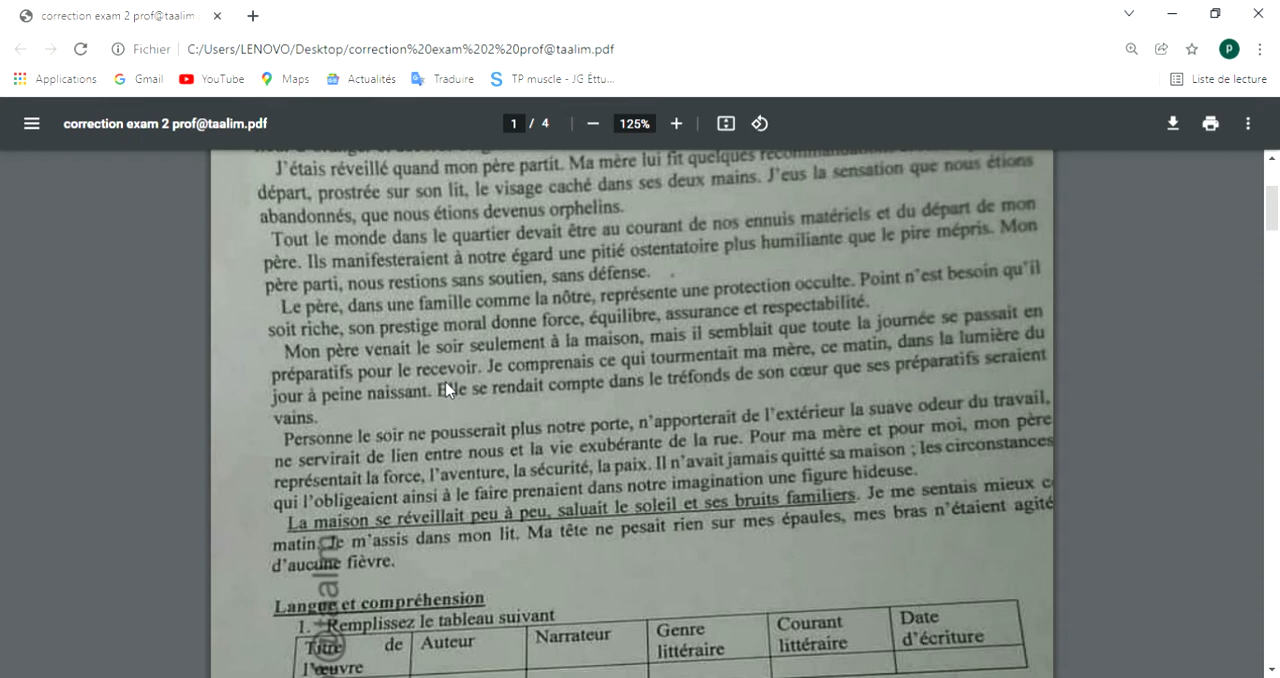 correction exam 2 prof@taalim
Fichier C:/Users/LENOVO/Desktop/correction%20exam%202%20prof@taalim.pdf
Applications Gmail YouTube Maps Actualités Traduire TP muscle - JG Éttu... Liste de lecture
correction exam 2 prof@taalim.pdf 1 / 4 125%
J'étais réveillé quand mon père partit. Ma mère lui fit quelques
départ, prostrée sur son lit, le visage caché dans ses deux mains. J'eus la sensation que nous étions
abandonnés, que nous étions devenus orphelins.
Tout le monde dans le quartier devait être au courant de nos ennuis matériels et du départ de mon
père. Ils manifesteraient à notre égard une pitié ostentatoire plus humiliante que le pire mépris. Mon
père parti, nous restions sans soutien, sans défense.
Le père, dans une famille comme la nôtre, représente une protection occulte. Point n'est besoin qu'il
soit riche, son prestige moral donne force, équilibre, assurance et respectabilité.
Mon père venait le soir seulement à la maison, mais il semblait que toute la journée se passait en
préparatifs pour le recevoir. Je comprenais ce qui tourmentait ma mère, ce matin, dans la lumière du
jour à peine naissant. Elle se rendait compte dans le tréfonds de son cœur que ses préparatifs seraient
vains.
Personne le soir ne pousserait plus notre porte, n'apporterait de l'extérieur la suave odeur du travail,
ne servirait de lien entre nous et la vie exubérante de la rue. Pour ma mère et pour moi, mon père
représentait la force, l'aventure, la sécurité, la paix. Il n'avait jamais quitté sa maison ; les circonstances
qui l'obligeaient ainsi à le faire prenaient dans notre imagination une figure hideuse.
La maison se réveillait peu à peu, saluait le soleil et ses bruits familiers. Je me sentais mieux c
matin. Je m'assis dans mon lit. Ma tête ne pesait rien sur mes épaules, mes bras n'étaient agité
d'aucune fièvre.
Langue et compréhension
1. Remplissez le tableau suivant
Titre de l'œuvre
Auteur
Narrateur
Genre littéraire
Courant littéraire
Date d'écriture
@taalim